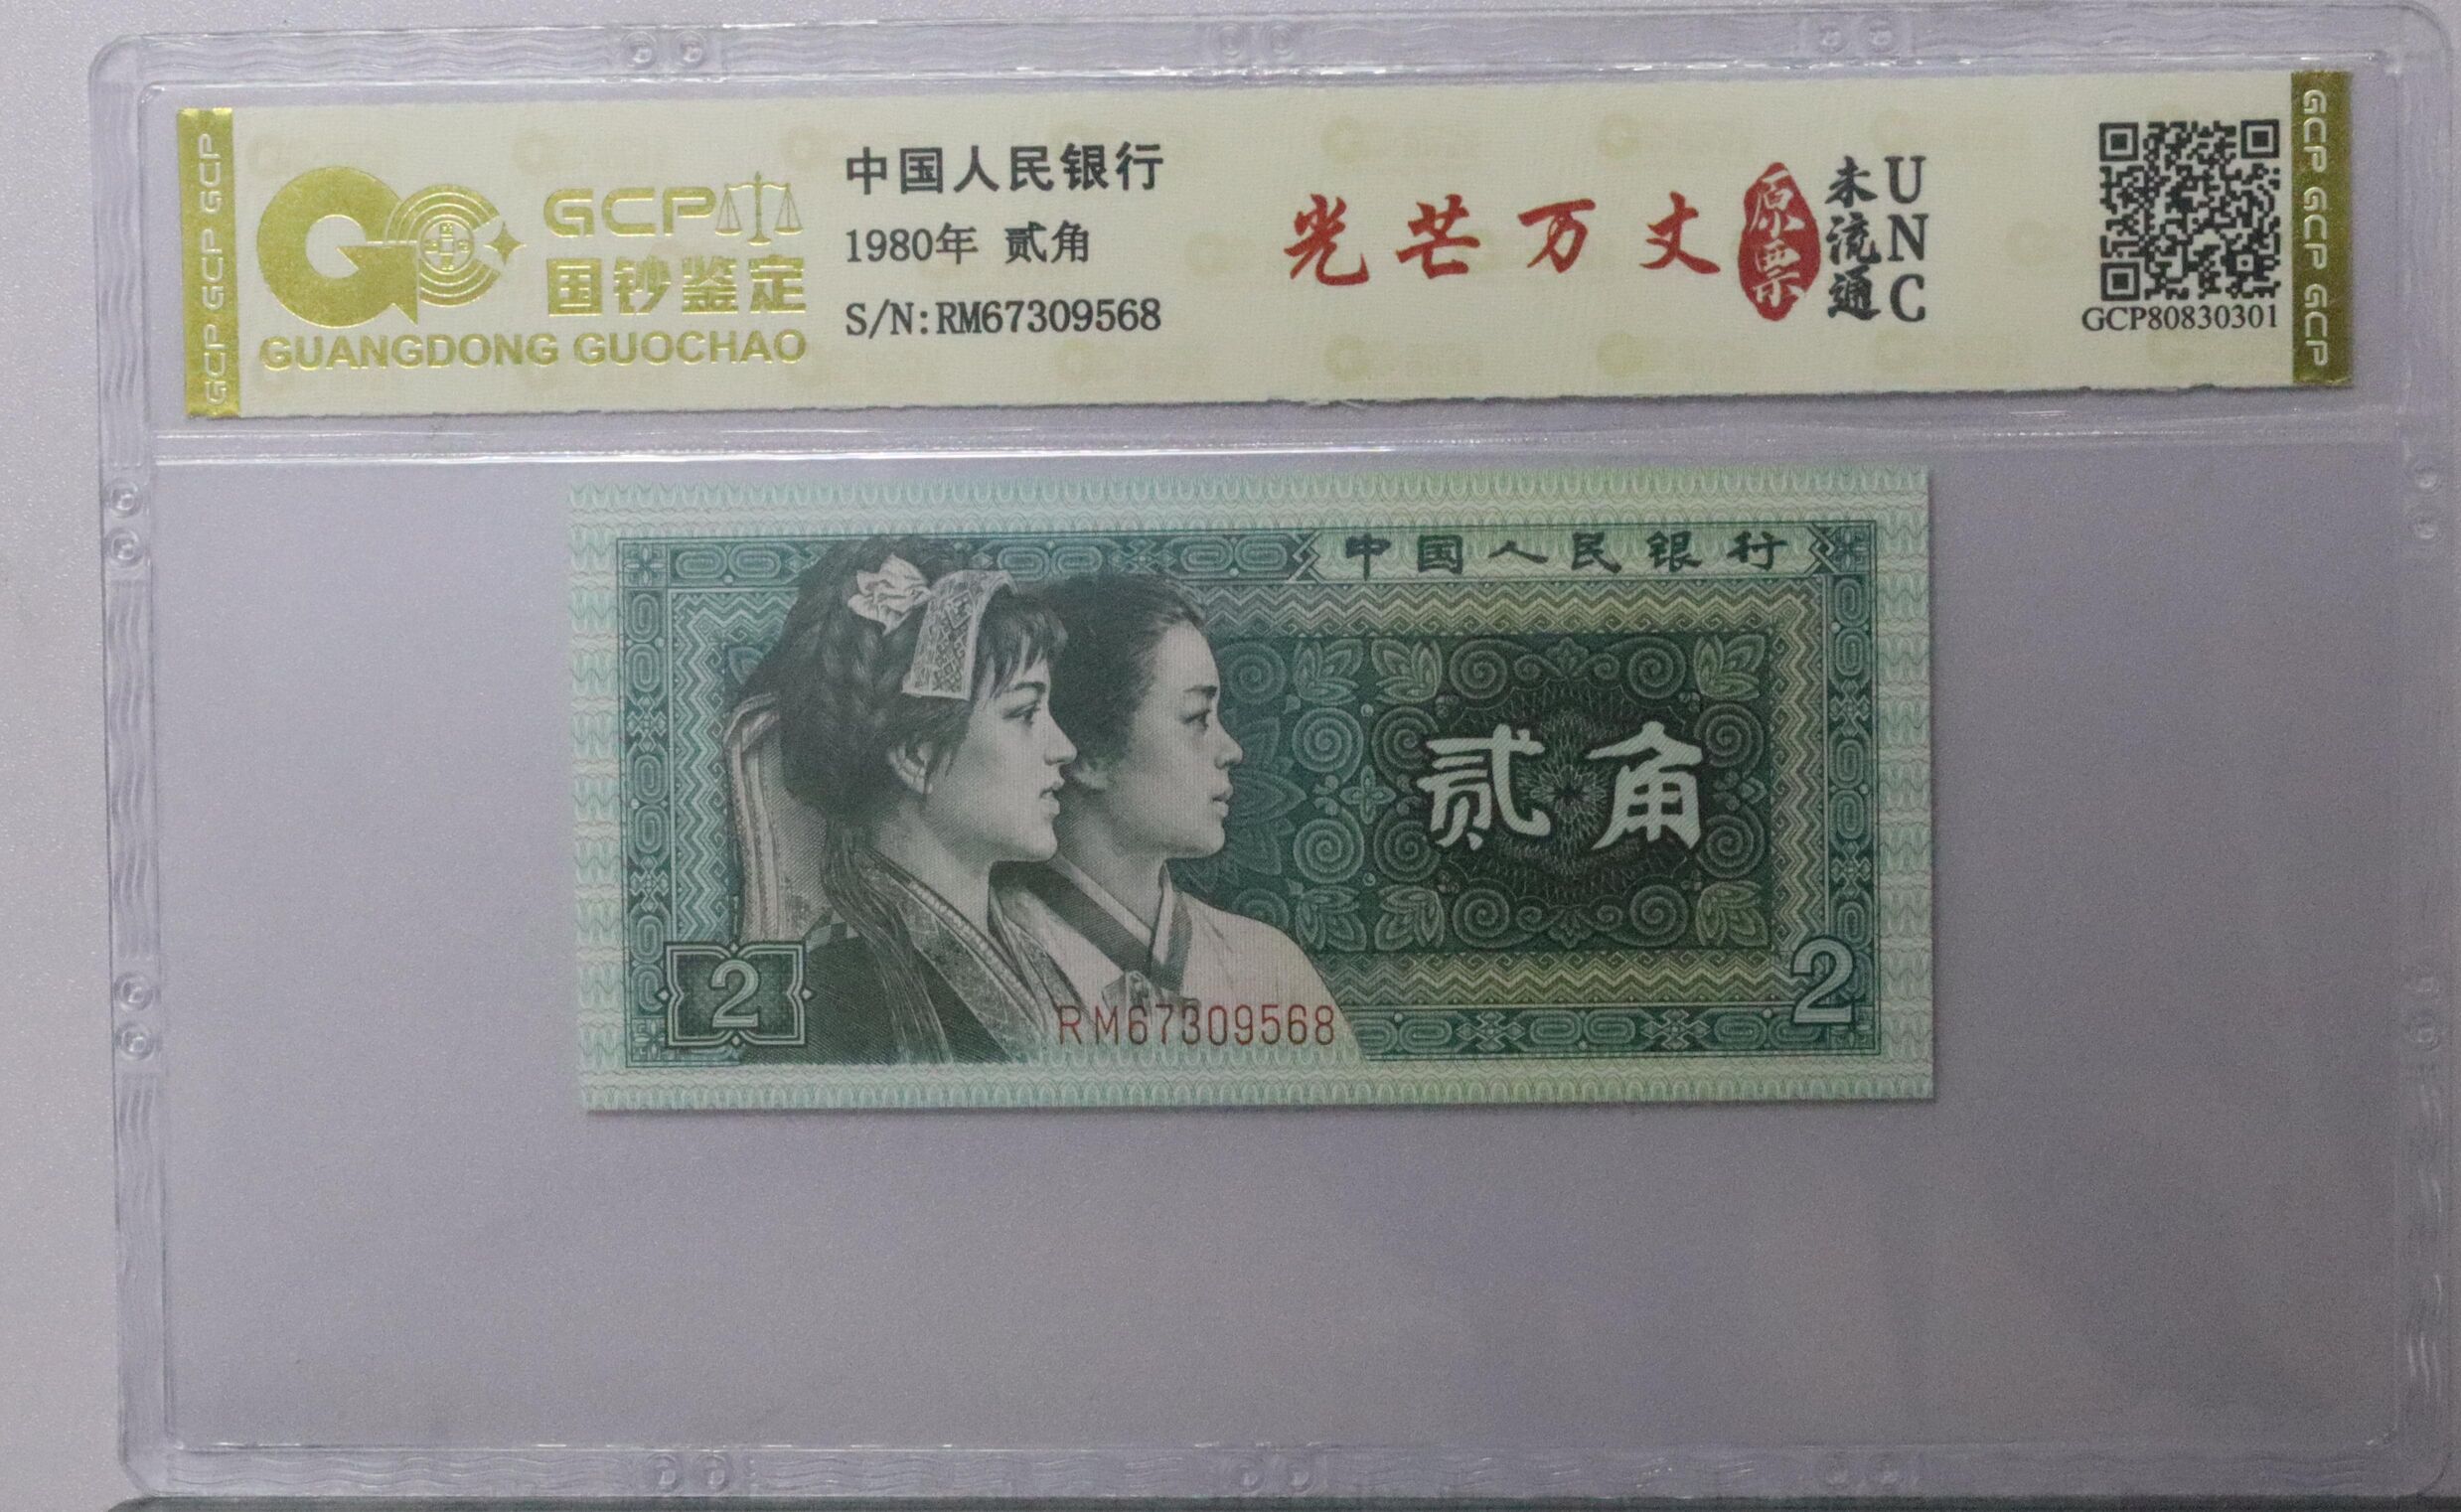 GCP GCP GCP
GCP
国钞鉴定
GUANGDONG GUOCHAO
中国人民银行
1980年 贰角
S/N:RM67309568
光芒万丈
原票
未流通
UNC
GCP80830301
GCP GCP GCP
中国人民银行
贰角
2
RM67309568
2